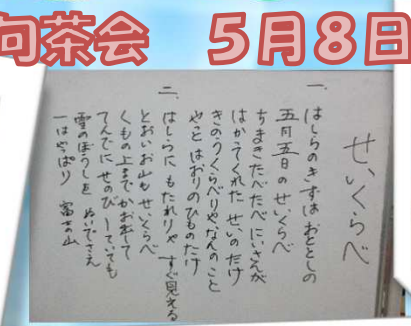 句茶会　5月8日
せいくらべ
一、はしらのきずはおととしの
五月五日のせいくらべ
ちまきたべたべにいさんが
はかってくれたせいのたけ
きのうくらべりゃなんのこと
やっとはおりのひものたけ
二、はしらにもたれりゃすぐ見える
とおいお山もせいくらべ
くもの上までかお出して
てんでにせのびしていても
雪のぼうしをぬいでさえ
一はやっぱり富士の山